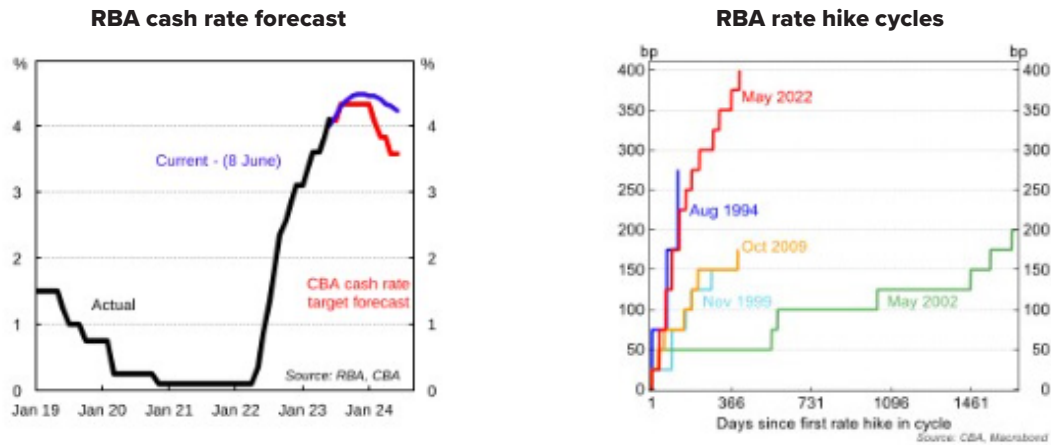 RBA cash rate forecast
%
%
4
4
3
3
2
2
1
1
0
0
Current - (8 June)
CBA cash rate
target forecast
Actual
Source: RBA, CBA
Jan 19 Jan 20 Jan 21 Jan 22 Jan 23 Jan 24
RBA rate hike cycles
bp
bp
400
400
350
350
300
300
250
250
200
200
150
150
100
100
50
50
0
0
May 2022
Aug 1994
Oct 2009
Nov 1999
May 2002
1 366 731 1096 1461
Days since first rate hike in cycle
Source: CBA, Macrobond